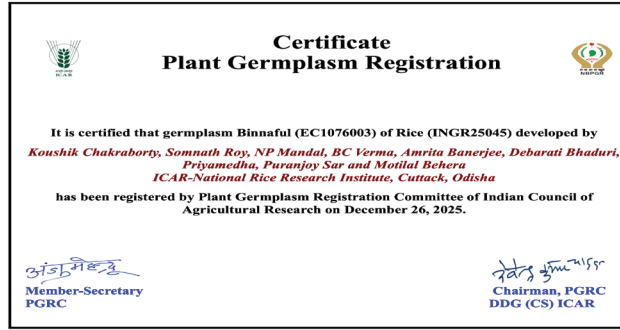 Certificate
Plant Germplasm Registration
ICAR
NBPGR
It is certified that germplasm Binnaful (EC1076003) of Rice (INGR25045) developed by
Koushik Chakraborty, Somnath Roy, NP Mandal, BC Verma, Amrita Banerjee, Debarati Bhaduri,
Priyamedha, Puranjoy Sar and Motilal Behera
ICAR-National Rice Research Institute, Cuttack, Odisha
has been registered by Plant Germplasm Registration Committee of Indian Council of
Agricultural Research on December 26, 2025.
Member-Secretary
PGRC
Chairman, PGRC
DDG (CS) ICAR